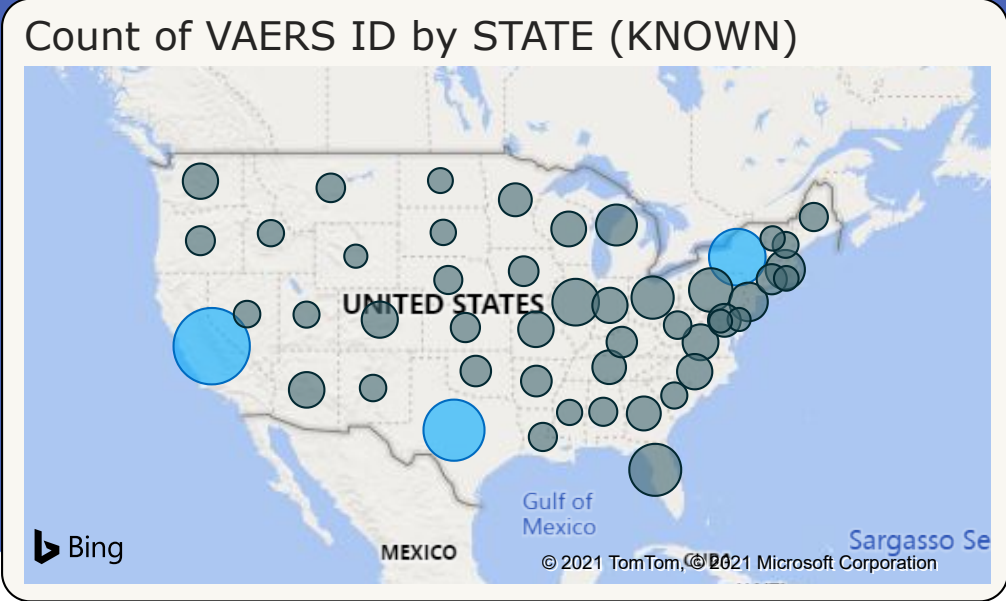 Count of VAERS ID by STATE (KNOWN)
UNITED STATES
Gulf of
Mexico
Sargasso Se
Bing
MEXICO
CUBA
© 2021 TomTom, © 2021 Microsoft Corporation